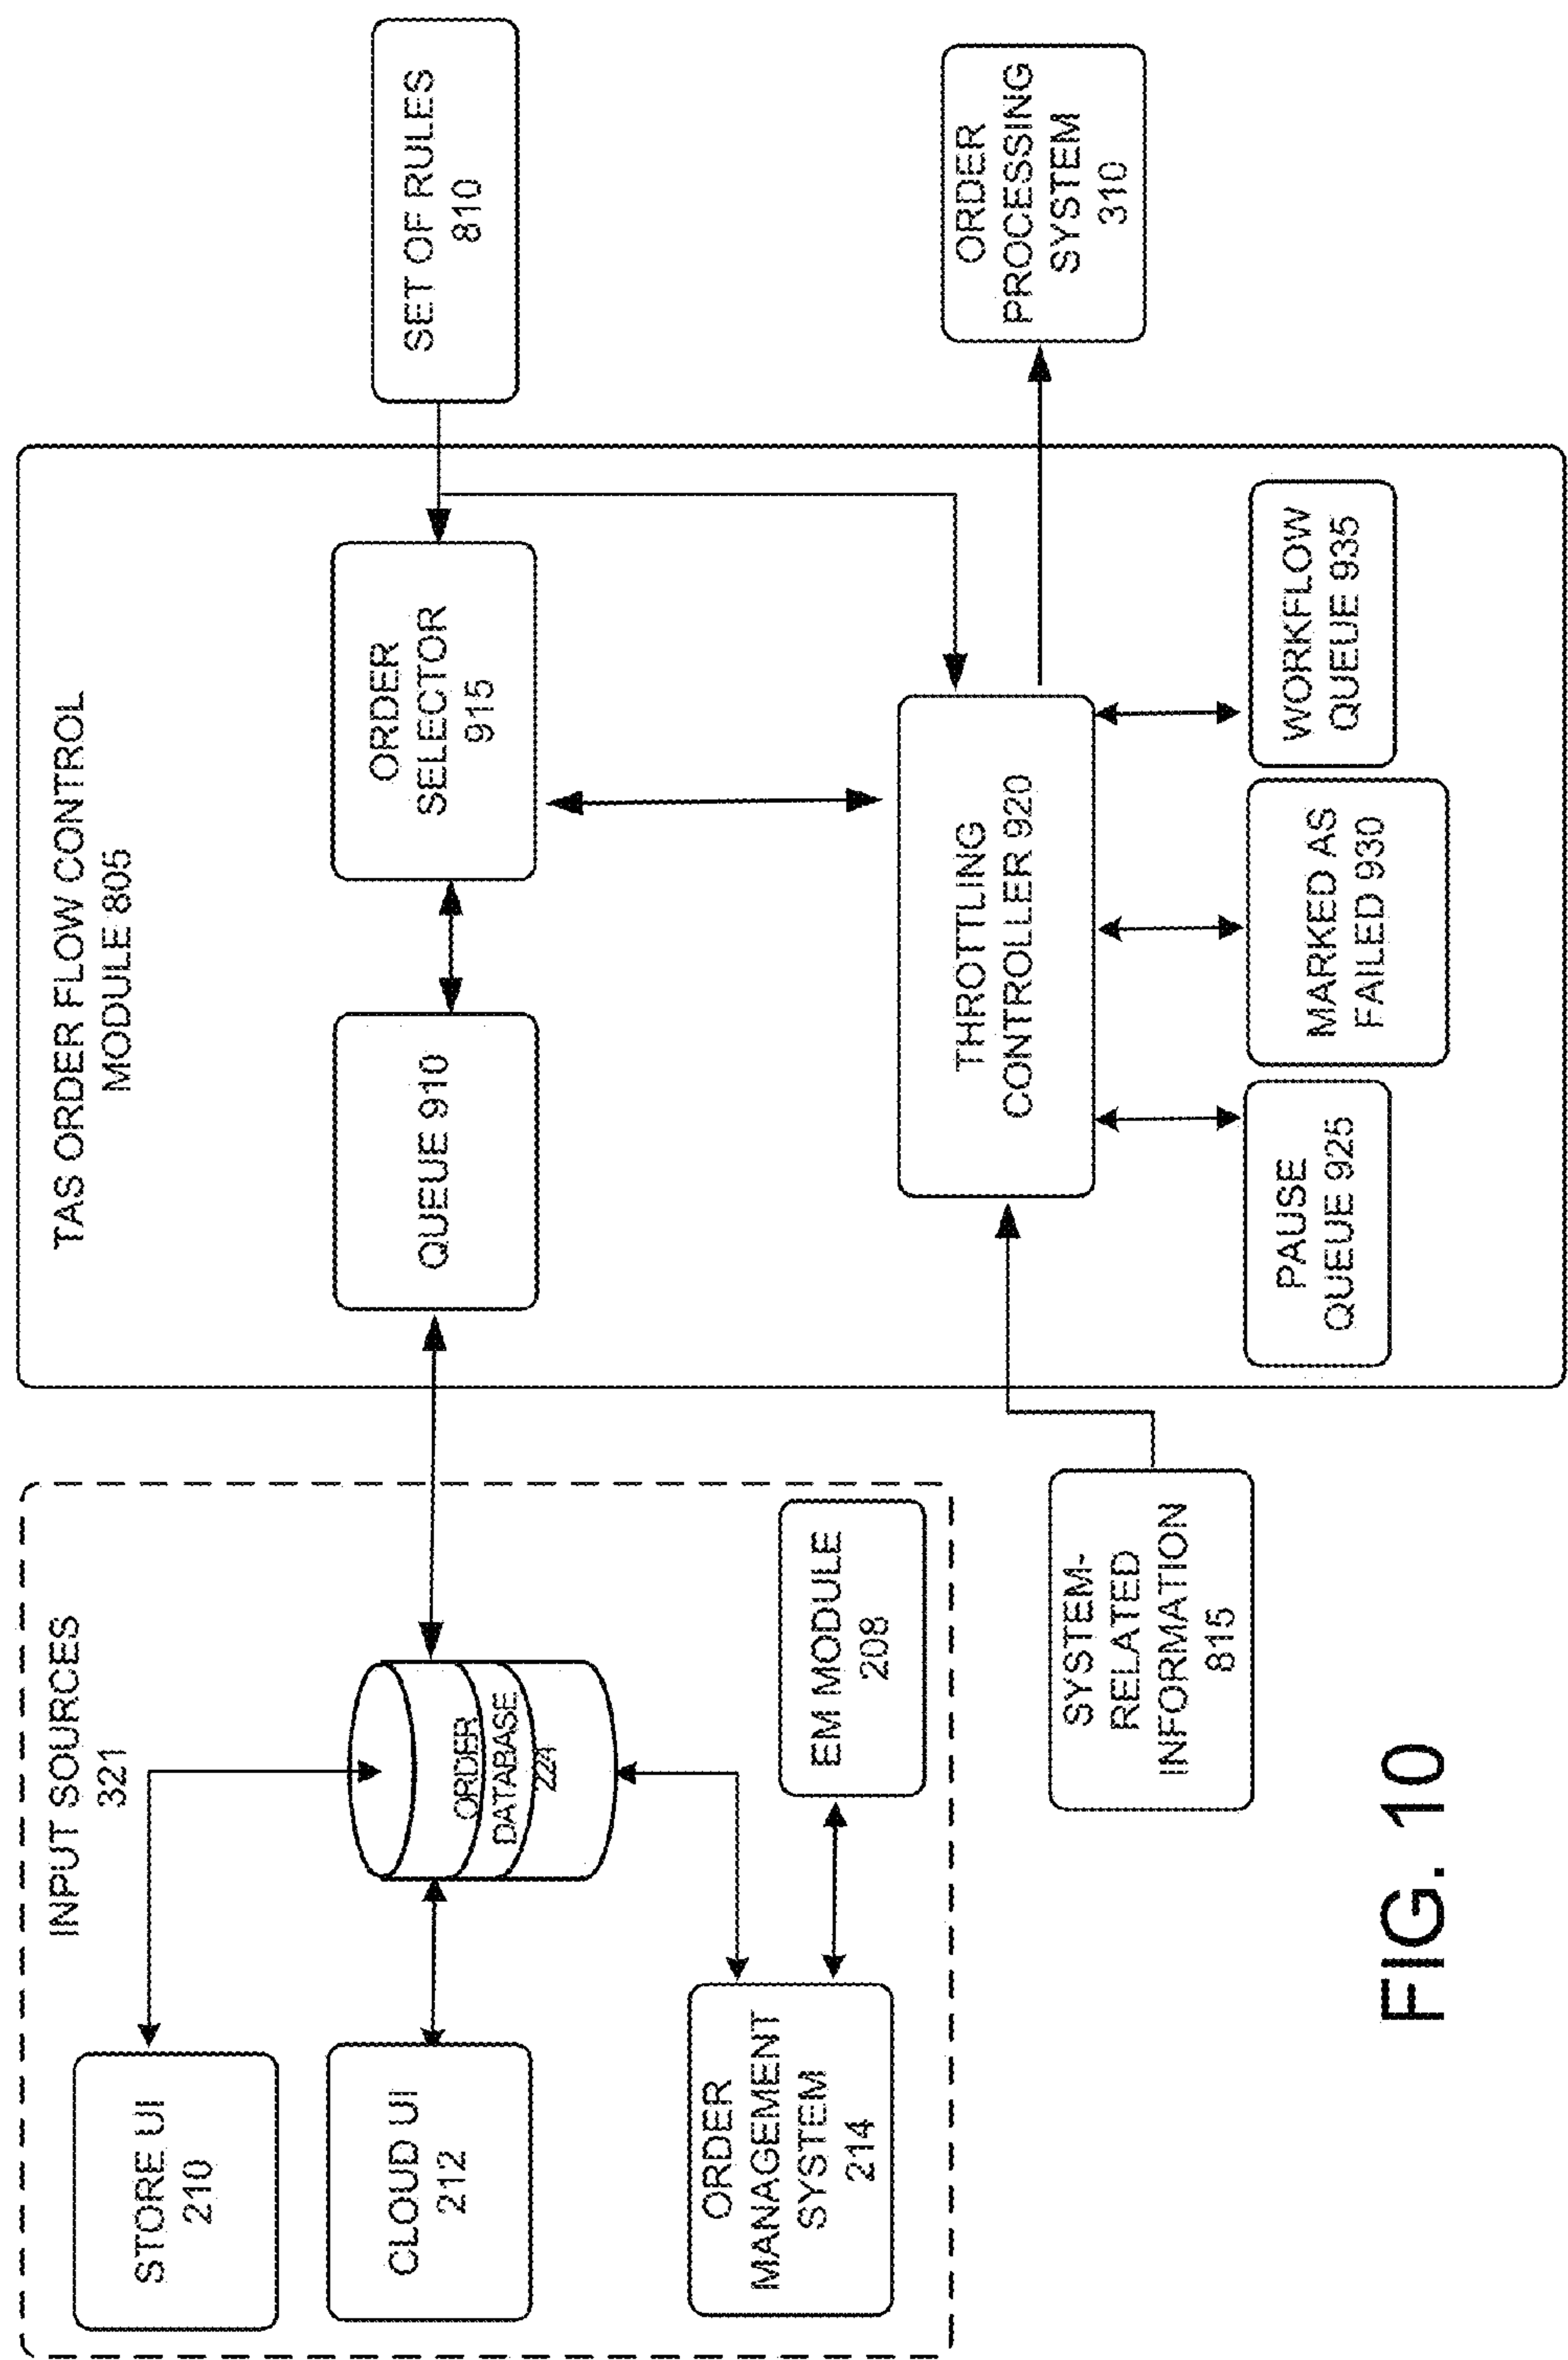 INPUT SOURCES
321
STORE UI
210
CLOUD UI
212
ORDER
MANAGEMENT
SYSTEM
214
ORDER
DATABASE
224
EM MODULE
208
SYSTEM-
RELATED
INFORMATION
815
TAS ORDER FLOW CONTROL
MODULE 805
QUEUE 910
ORDER
SELECTOR
915
THROTTLING
CONTROLLER 920
PAUSE
QUEUE 925
MARKED AS
FAILED 930
WORKFLOW
QUEUE 935
SET OF RULES
810
ORDER
PROCESSING
SYSTEM
310
FIG. 10